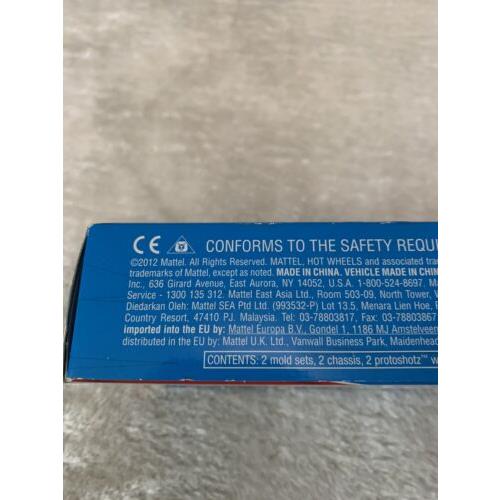 CE CONFORMS TO THE SAFETY REQUI
©2012 Mattel. All Rights Reserved. MATTEL, HOT WHEELS and associated trad
trademarks of Mattel, except as noted. MADE IN CHINA. VEHICLE MADE IN CHIN
Inc., 636 Girard Avenue, East Aurora, NY 14052, U.S.A. 1-800-524-8697.
Service - 1300 135 312. Mattel East Asia Ltd., Room 503-09, North Tower,
Diedarkan Oleh: Mattel SEA Ptd Ltd. (993532-P) Lot 13.5, Menara Lien Hoe,
Country Resort, 47410 PJ. Malaysia. Tel: 03-78803817, Fax: 03-7880386
imported into the EU by: Mattel Europa B.V., Gondel 1, 1186 MJ Amstelveen
distributed in the EU by: Mattel U.K. Ltd., Vanwall Business Park, Maidenhead
CONTENTS: 2 mold sets, 2 chassis, 2 protoshotz™ w